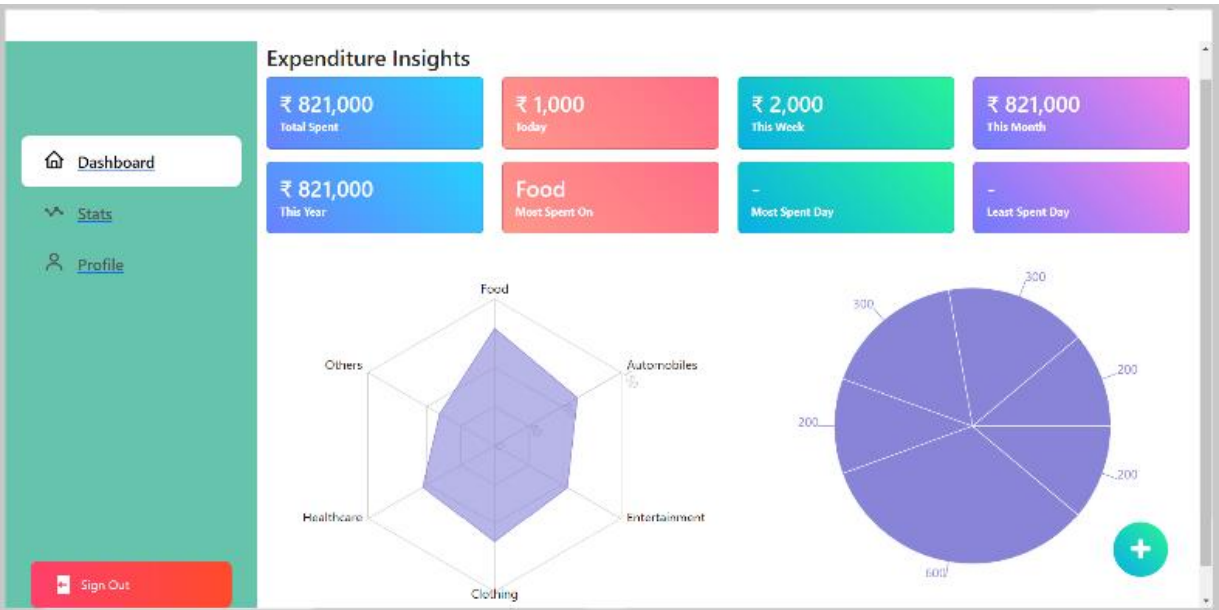 Expenditure Insights
₹ 821,000
Total Spent
₹ 1,000
Today
₹ 2,000
This Week
₹ 821,000
This Month
₹ 821,000
This Year
Food
Most Spent On
-
Most Spent Day
-
Least Spent Day
Dashboard
Stats
Profile
Sign Out
Food
Others
Automobiles
Healthcare
Entertainment
Clothing
300
300
200
200
200
600
+